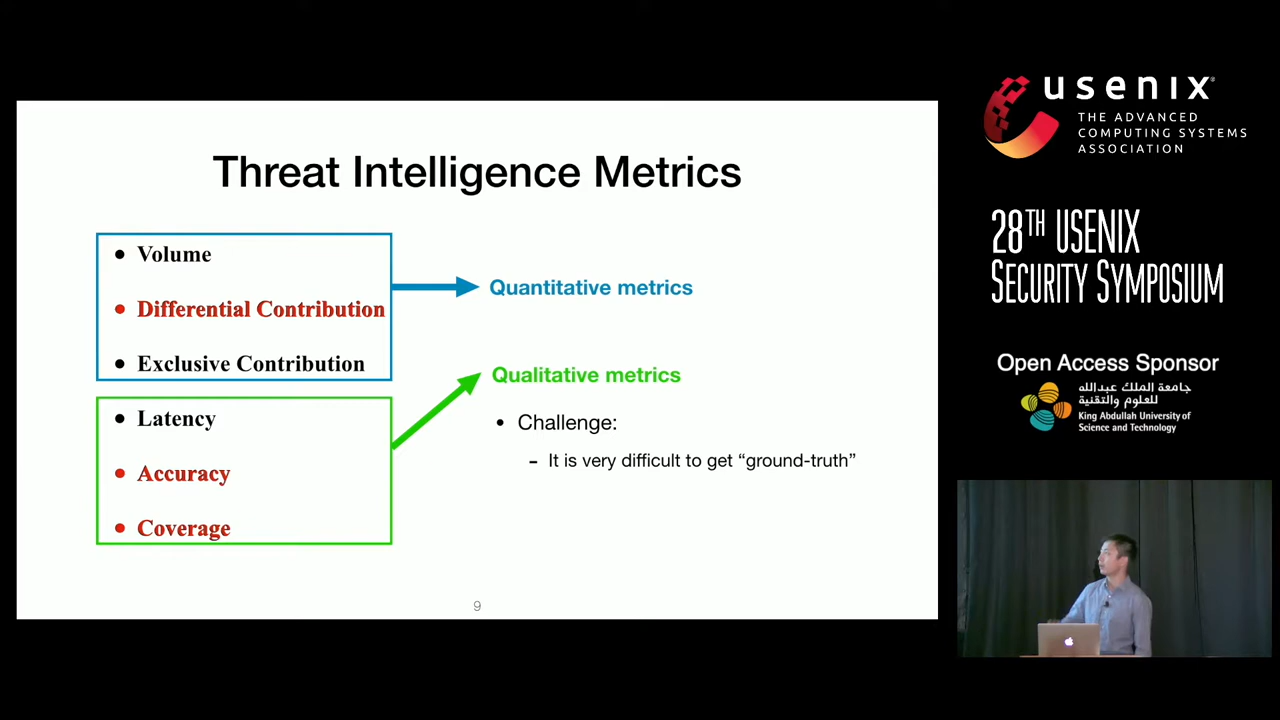 Threat Intelligence Metrics
• Volume
• Differential Contribution
• Exclusive Contribution
• Latency
• Accuracy
• Coverage
Quantitative metrics
Qualitative metrics
• Challenge:
– It is very difficult to get “ground-truth”
9
usenix®
THE ADVANCED
COMPUTING SYSTEMS
ASSOCIATION
28TH USENIX
SECURITY SYMPOSIUM
Open Access Sponsor
جامعة الملك عبدالله
للعلوم والتقنية
King Abdullah University of
Science and Technology